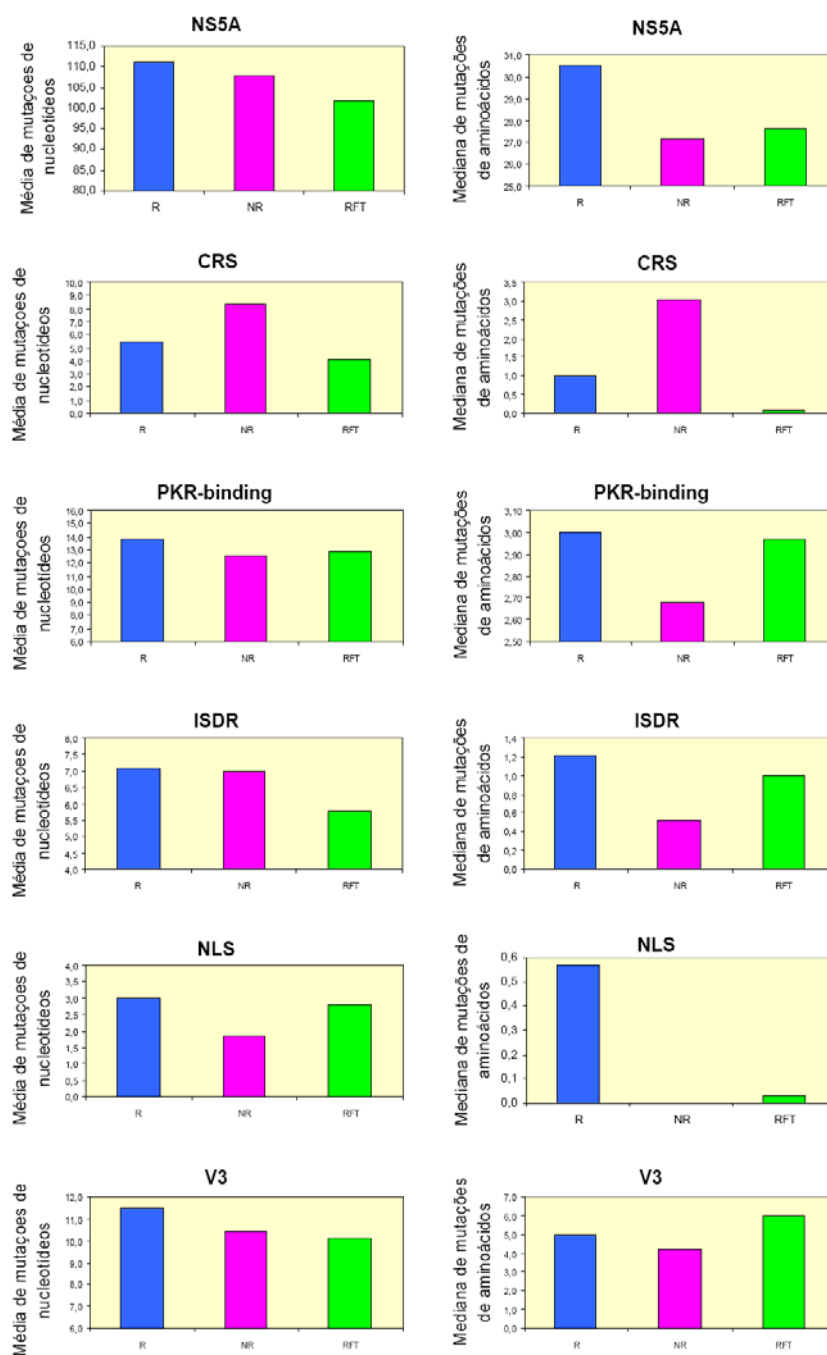 NS5A
Média de mutaçoes de
nucleotídeos
115,0
110,0
105,0
100,0
95,0
90,0
85,0
80,0
R NR RFT
NS5A
Mediana de mutações
de aminoácidos
31,0
30,0
29,0
28,0
27,0
26,0
25,0
R NR RFT
CRS
Média de mutaçoes de
nucleotídeos
10,0
9,0
8,0
7,0
6,0
5,0
4,0
3,0
2,0
1,0
0,0
R NR RFT
CRS
Mediana de mutações
de aminoácidos
3,5
3,0
2,5
2,0
1,5
1,0
0,5
0,0
R NR RFT
PKR-binding
Média de mutaçoes de
nucleotídeos
16,0
15,0
14,0
13,0
12,0
11,0
10,0
9,0
8,0
7,0
6,0
R NR RFT
PKR-binding
Mediana de mutações
de aminoácidos
3,10
3,00
2,90
2,80
2,70
2,60
2,50
R NR RFT
ISDR
Média de mutaçoes de
nucleotídeos
8,0
7,5
7,0
6,5
6,0
5,5
5,0
4,5
4,0
R NR RFT
ISDR
Mediana de mutações
de aminoácidos
1,4
1,2
1,0
0,8
0,6
0,4
0,2
0,0
R NR RFT
NLS
Média de mutaçoes de
nucleotídeos
4,0
3,5
3,0
2,5
2,0
1,5
1,0
0,5
0,0
R NR RFT
NLS
Mediana de mutações de
aminoácidos
0,6
0,5
0,4
0,3
0,2
0,1
0,0
R NR RFT
V3
Média de mutaçoes de
nucleotídeos
12,0
11,0
10,0
9,0
8,0
7,0
6,0
R NR RFT
V3
Mediana de mutações
de aminoácidos
7,0
6,0
5,0
4,0
3,0
2,0
1,0
0,0
R NR RFT